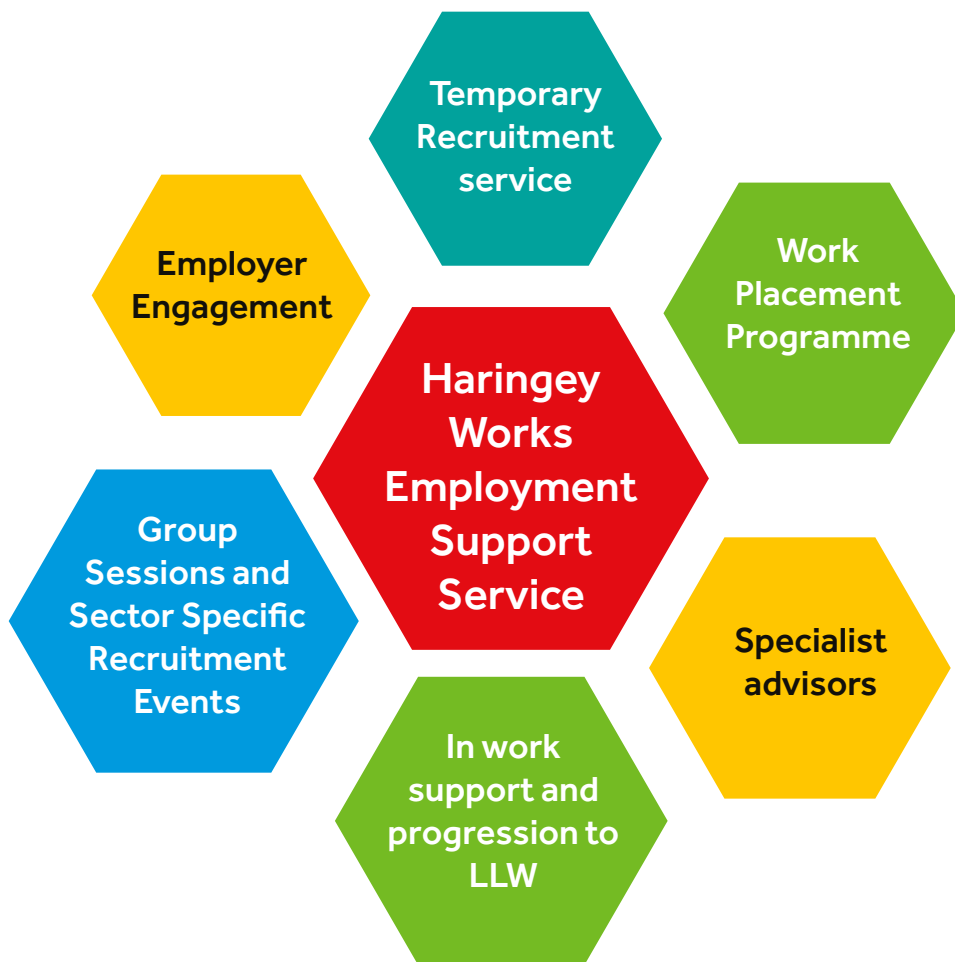 Temporary
Recruitment
service
Employer
Engagement
Work
Placement
Programme
Haringey
Works
Employment
Support
Service
Group
Sessions and
Sector Specific
Recruitment
Events
Specialist
advisors
In work
support and
progression to
LLW